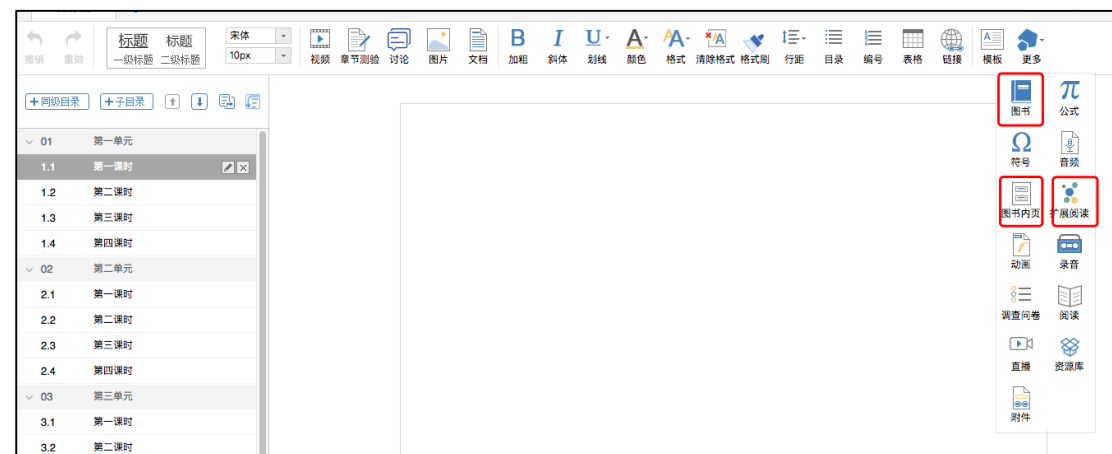 标题 标题 宋体
一级标题 二级标题 10px
撤销 重做 视频 章节测验 讨论 图片 文档 加粗 斜体 划线 颜色 格式 清除格式 格式刷 行距 目录 编号 表格 链接 模板 更多
+同级目录 +子目录
01 第一单元
1.1 第一课时
1.2 第二课时
1.3 第三课时
1.4 第四课时
02 第二单元
2.1 第一课时
2.2 第二课时
2.3 第三课时
2.4 第四课时
03 第三单元
3.1 第一课时
3.2 第二课时
图书 公式
符号 音频
图书内页 扩展阅读
动画 录音
调查问卷 阅读
直播 资源库
附件